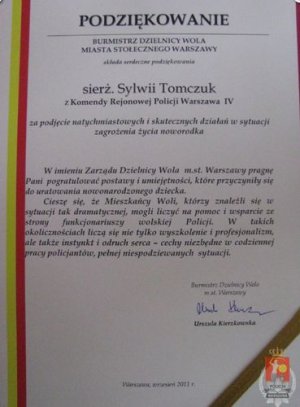 PODZIĘKOWANIE
BURMISTRZ DZIELNICY WOLA
MIASTA STOŁECZNEGO WARSZAWY
składa serdeczne podziękowania
sierż. Sylwii Tomczuk
z Komendy Rejonowej Policji Warszawa IV
za podjęcie natychmiastowych i skutecznych działań w sytuacji
zagrożenia życia noworodka
W imieniu Zarządu Dzielnicy Wola m.st. Warszawy pragnę
Pani pogratulować postawy i umiejętności, które przyczyniły się
do uratowania nowonarodzonego dziecka.
Cieszę się, że Mieszkańcy Woli, którzy znaleźli się w
sytuacji tak dramatycznej, mogli liczyć na pomoc i wsparcie ze
strony funkcjonariuszy wolskiej Policji. W takich
okolicznościach liczą się nie tylko wyszkolenie i profesjonalizm,
ale także instynkt i odruch serca – cechy niezbędne w codziennej
pracy policjantów, pełnej niespodziewanych sytuacji.
Burmistrz Dzielnicy Wola
m.st. Warszawy
Urszula Kierzkowska
Warszawa, wrzesień 2013 r.
POLICJA